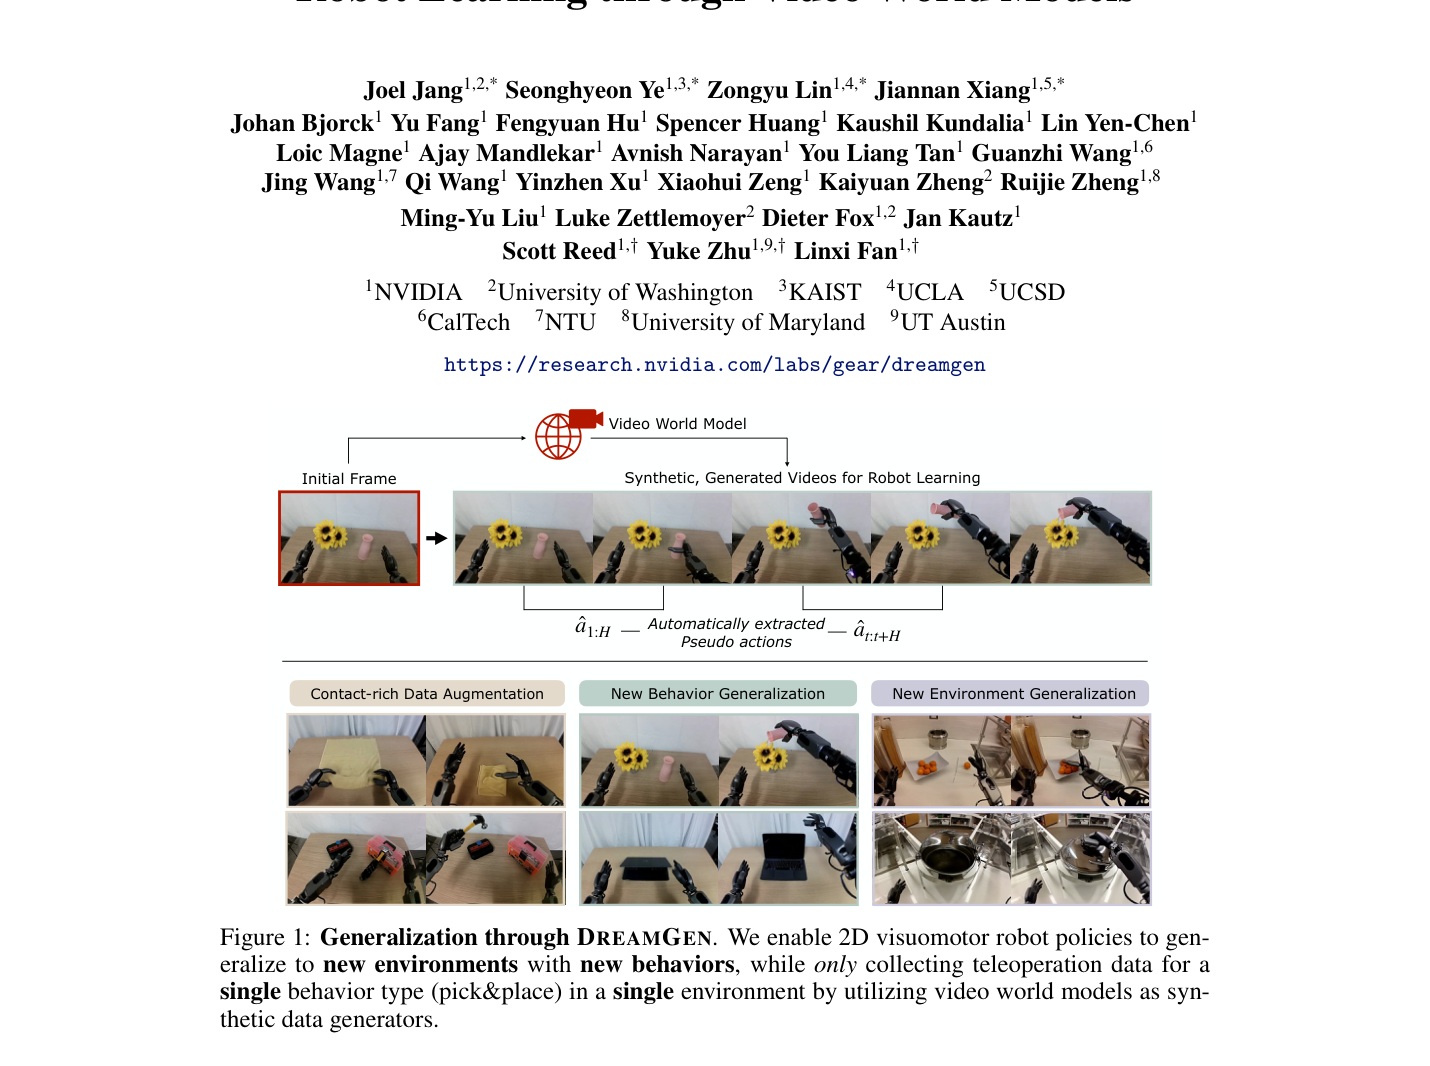 Robot Learning through Video World Models
Joel Jang1,2,* Seonghyeon Ye1,3,* Zongyu Lin1,4,* Jiannan Xiang1,5,*
Johan Bjorck1 Yu Fang1 Fengyuan Hu1 Spencer Huang1 Kaushil Kundalia1 Lin Yen-Chen1
Loic Magne1 Ajay Mandlekar1 Avnish Narayan1 You Liang Tan1 Guanzhi Wang1,6
Jing Wang1,7 Qi Wang1 Yinzhen Xu1 Xiaohui Zeng1 Kaiyuan Zheng2 Ruijie Zheng1,8
Ming-Yu Liu1 Luke Zettlemoyer2 Dieter Fox1,2 Jan Kautz1
Scott Reed1,† Yuke Zhu1,9,† Linxi Fan1,†
1NVIDIA 2University of Washington 3KAIST 4UCLA 5UCSD
6CalTech 7NTU 8University of Maryland 9UT Austin
https://research.nvidia.com/labs/gear/dreamgen
Video World Model
Initial Frame
Synthetic, Generated Videos for Robot Learning
â1:H — Automatically extracted — ât:t+H
Pseudo actions
Contact-rich Data Augmentation
New Behavior Generalization
New Environment Generalization
Figure 1: Generalization through DREAMGEN. We enable 2D visuomotor robot policies to gen-
eralize to new environments with new behaviors, while only collecting teleoperation data for a
single behavior type (pick&place) in a single environment by utilizing video world models as syn-
thetic data generators.